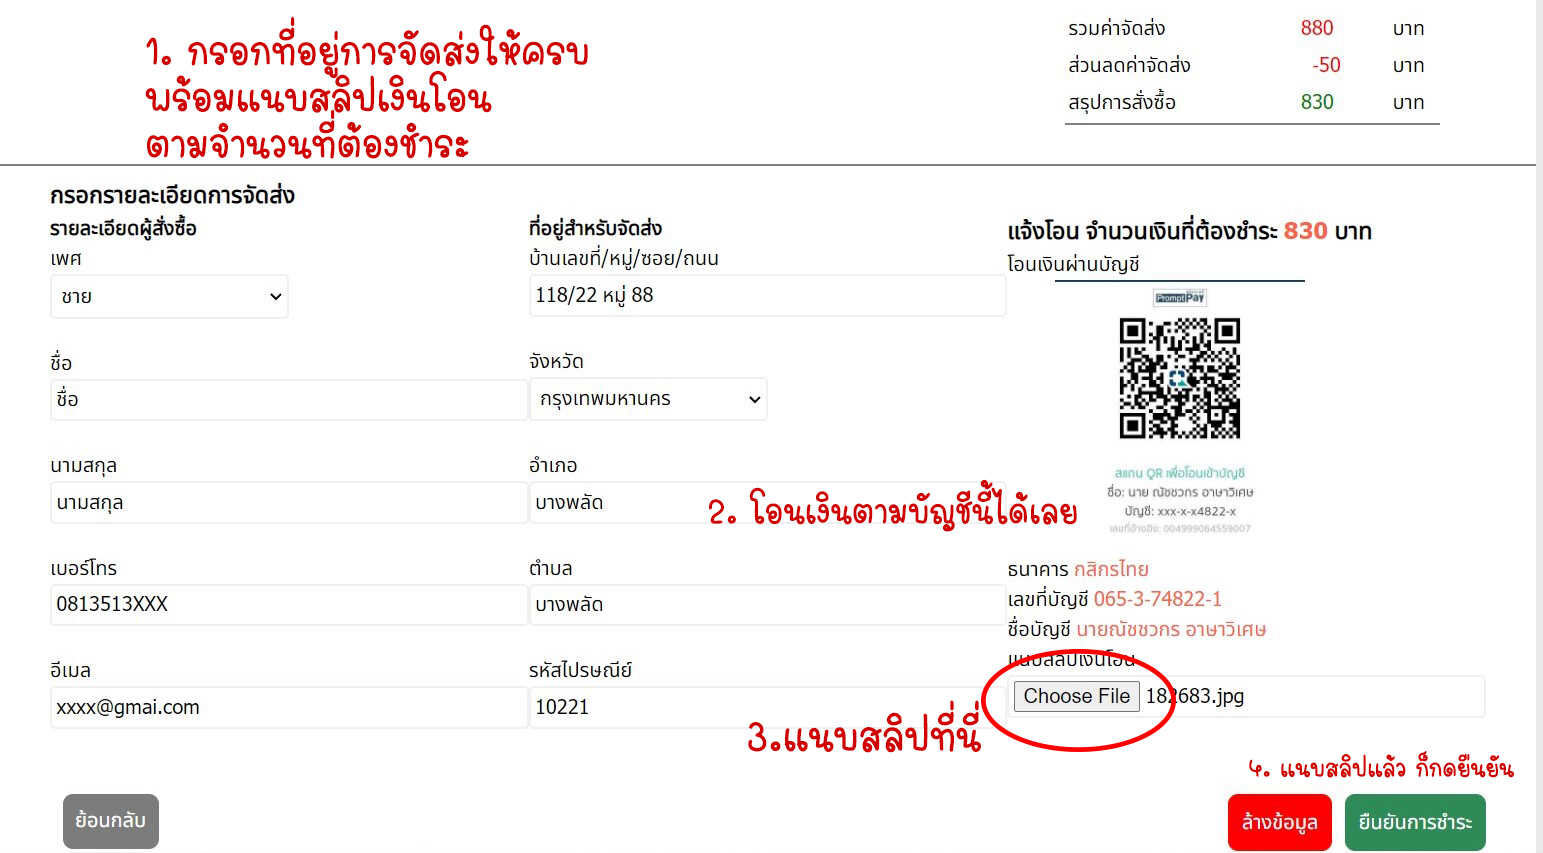 1. กรอกที่อยู่การจัดส่งให้ครบ
พร้อมแนบสลิปเงินโอน
ตามจำนวนที่ต้องชำระ
รวมค่าจัดส่ง 880 บาท
ส่วนลดค่าจัดส่ง -50 บาท
สรุปการสั่งซื้อ 830 บาท
กรอกรายละเอียดการจัดส่ง
รายละเอียดผู้สั่งซื้อ
เพศ
ชาย
ชื่อ
ชื่อ
นามสกุล
นามสกุล
เบอร์โทร
0813513XXX
อีเมล
xxxx@gmai.com
ที่อยู่สำหรับจัดส่ง
บ้านเลขที่/หมู่/ซอย/ถนน
118/22 หมู่ 88
จังหวัด
กรุงเทพมหานคร
อำเภอ
บางพลัด
2. โอนเงินตามบัญชีนี้ได้เลย
ตำบล
บางพลัด
รหัสไปรษณีย์
10221
3.แนบสลิปที่นี่
แจ้งโอน จำนวนเงินที่ต้องชำระ 830 บาท
โอนเงินผ่านบัญชี
PromptPay
สแกน QR เพื่อโอนเข้าบัญชี
ชื่อ: นาย ณัชชวกร อาษาวิเศษ
บัญชี: xxx-x-x4822-x
เลขที่อ้างอิง: 004999064559007
ธนาคาร กสิกรไทย
เลขที่บัญชี 065-3-74822-1
ชื่อบัญชี นายณัชชวกร อาษาวิเศษ
แนบสลิปเงินโอน
Choose File 182683.jpg
4. แนบสลิปแล้ว ก็กดยืนยัน
ย้อนกลับ
ล้างข้อมูล
ยืนยันการชำระ